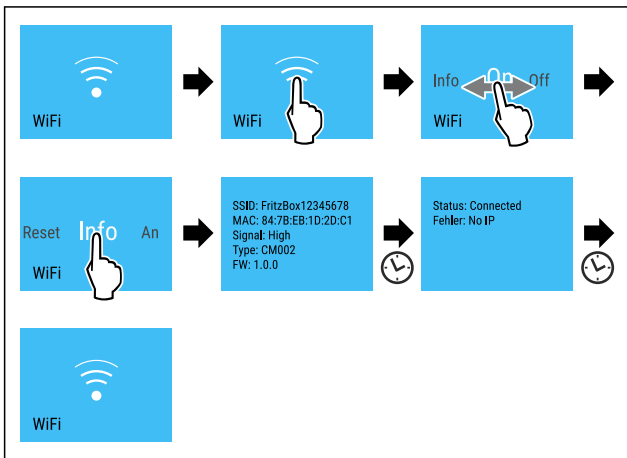 WiFi
WiFi
Info On Off
WiFi
Reset Info An
WiFi
SSID: FritzBox12345678
MAC: 84:7B:EB:1D:2D:C1
Signal: High
Type: CM002
FW: 1.0.0
Status: Connected
Fehler: No IP
WiFi